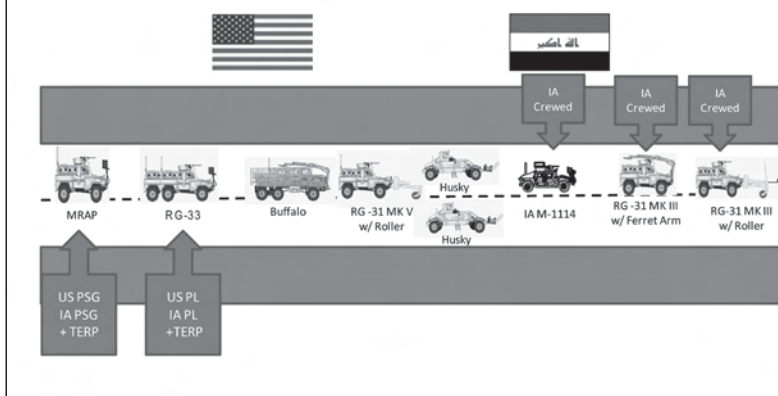 الله اكبر
IA
Crewed
IA
Crewed
IA
Crewed
MRAP
RG-33
Buffalo
RG -31 MK V
w/ Roller
Husky
Husky
IA M-1114
RG -31 MK III
w/ Ferret Arm
RG-31 MK III
w/ Roller
US PSG
IA PSG
+ TERP
US PL
IA PL
+TERP